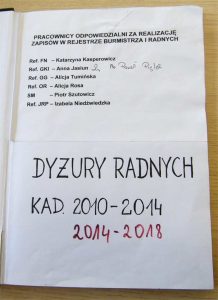 PRACOWNICY ODPOWIEDZIALNI ZA REALIZACJĘ
ZAPISÓW W REJESTRZE BURMISTRZA I RADNYCH
Ref. FN – Katarzyna Kasperowicz
Ref. GKI – Anna Jasiun
Ref. GG – Alicja Tumińska
Ref. OR – Alicja Rosa
SM – Piotr Szutowicz
Ref. JRP – Izabela Niedźwiedzka
DYŻURY RADNYCH
KAD. 2010-2014
2014-2018